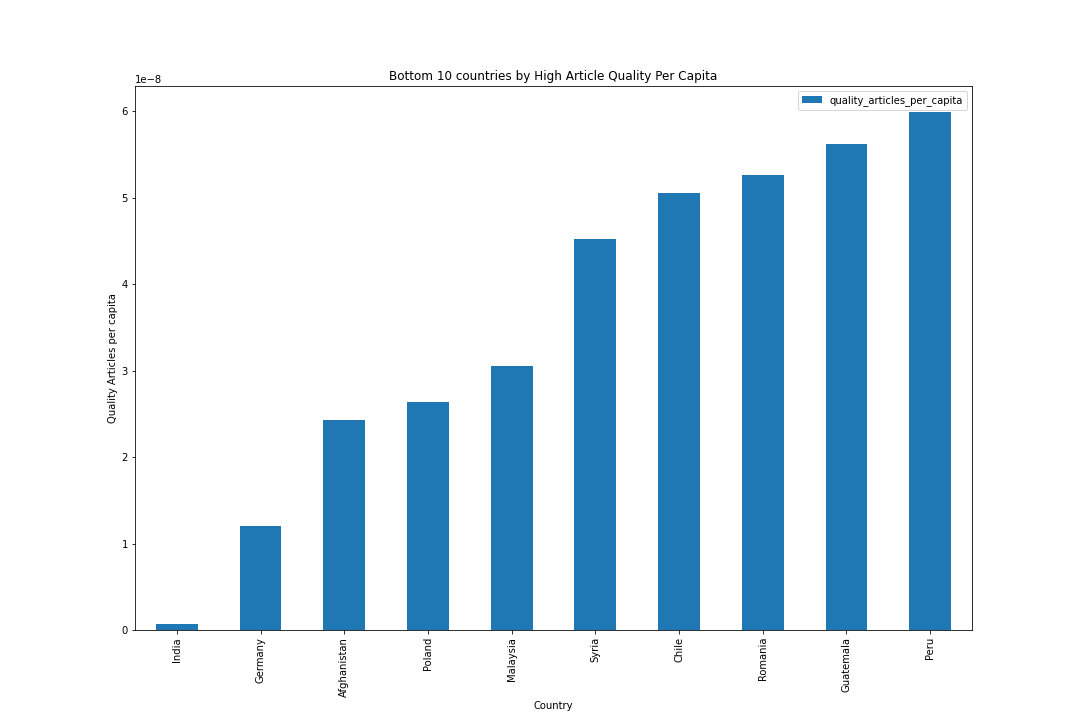 Bottom 10 countries by High Article Quality Per Capita
1e−8
quality_articles_per_capita
6
5
4
3
2
1
0
Quality Articles per capita
India
Germany
Afghanistan
Poland
Malaysia
Syria
Chile
Romania
Guatemala
Peru
Country